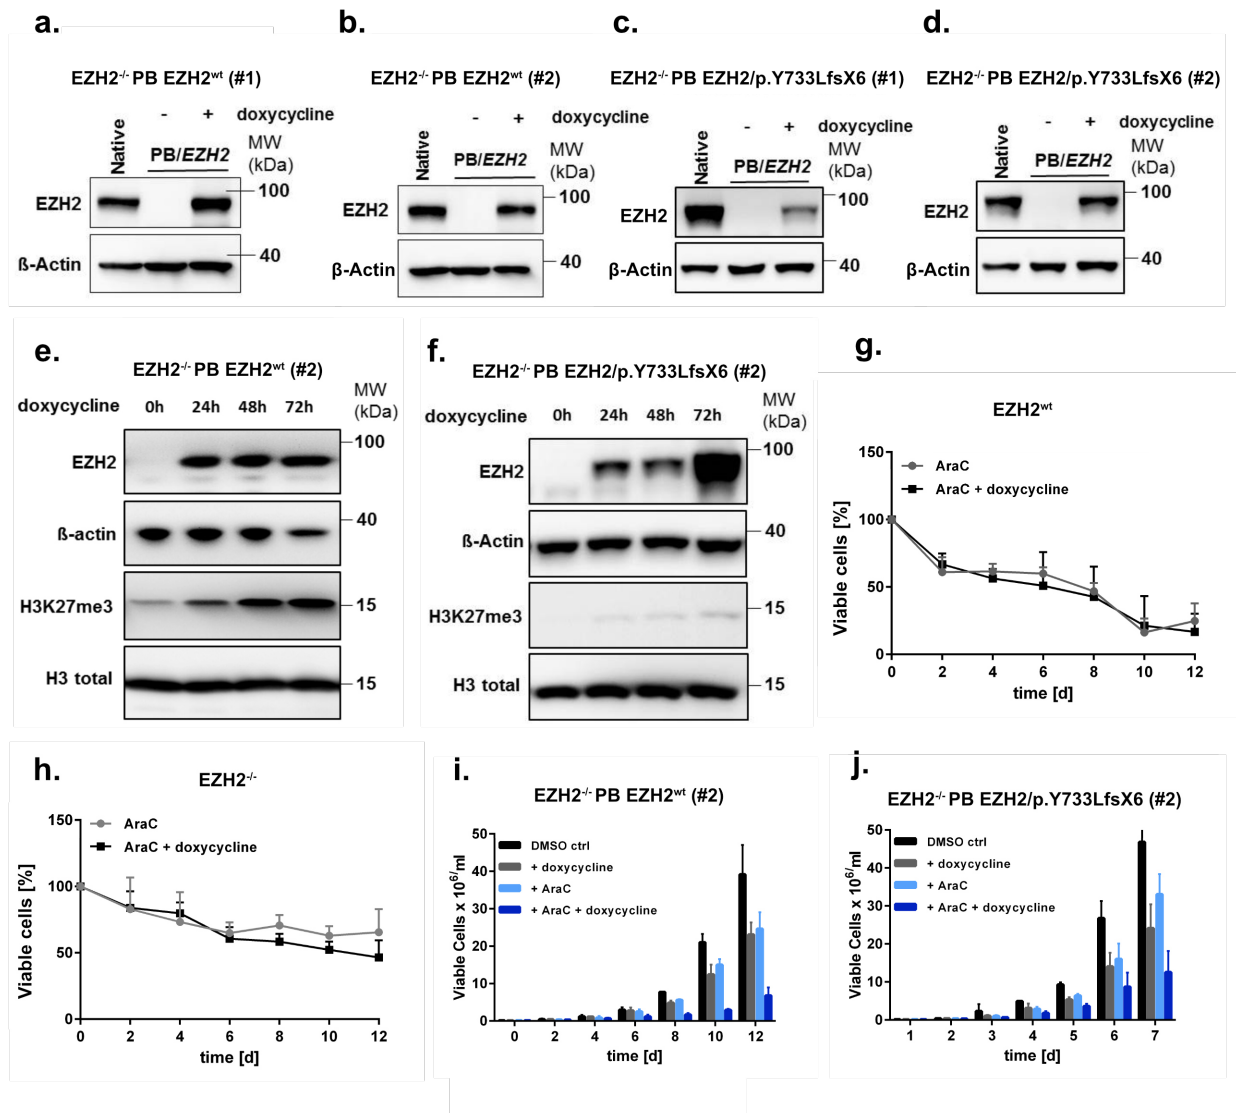 a.
EZH2-/- PB EZH2wt (#1)
- + doxycycline
Native
PB/EZH2
MW
(kDa)
EZH2
100
ß-Actin
40
b.
EZH2-/- PB EZH2wt (#2)
- + doxycycline
Native
PB/EZH2
MW
(kDa)
EZH2
100
β-Actin
40
c.
EZH2-/- PB EZH2/p.Y733LfsX6 (#1)
- + doxycycline
Native
PB/EZH2
MW
(kDa)
EZH2
100
β-Actin
40
d.
EZH2-/- PB EZH2/p.Y733LfsX6 (#2)
- + doxycycline
Native
PB/EZH2
MW
(kDa)
EZH2
100
β-Actin
40
e.
EZH2-/- PB EZH2wt (#2)
doxycycline 0h 24h 48h 72h
MW
(kDa)
EZH2
100
ß-actin
40
H3K27me3
15
H3 total
15
f.
EZH2-/- PB EZH2/p.Y733LfsX6 (#2)
doxycycline 0h 24h 48h 72h
MW
(kDa)
EZH2
100
ß-Actin
40
H3K27me3
15
H3 total
15
g.
EZH2wt
AraC
AraC + doxycycline
Viable cells [%]
150
100
50
0
0 2 4 6 8 10 12
time [d]
h.
EZH2-/-
AraC
AraC + doxycycline
Viable cells [%]
150
100
50
0
0 2 4 6 8 10 12
time [d]
i.
EZH2-/- PB EZH2wt (#2)
DMSO ctrl
+ doxycycline
+ AraC
+ AraC + doxycycline
Viable Cells x 10^6/ml
50
40
30
20
10
0
0 2 4 6 8 10 12
time [d]
j.
EZH2-/- PB EZH2/p.Y733LfsX6 (#2)
DMSO ctrl
+ doxycycline
+ AraC
+ AraC + doxycycline
Viable Cells x 10^6/ml
50
40
30
20
10
0
1 2 3 4 5 6 7
time [d]